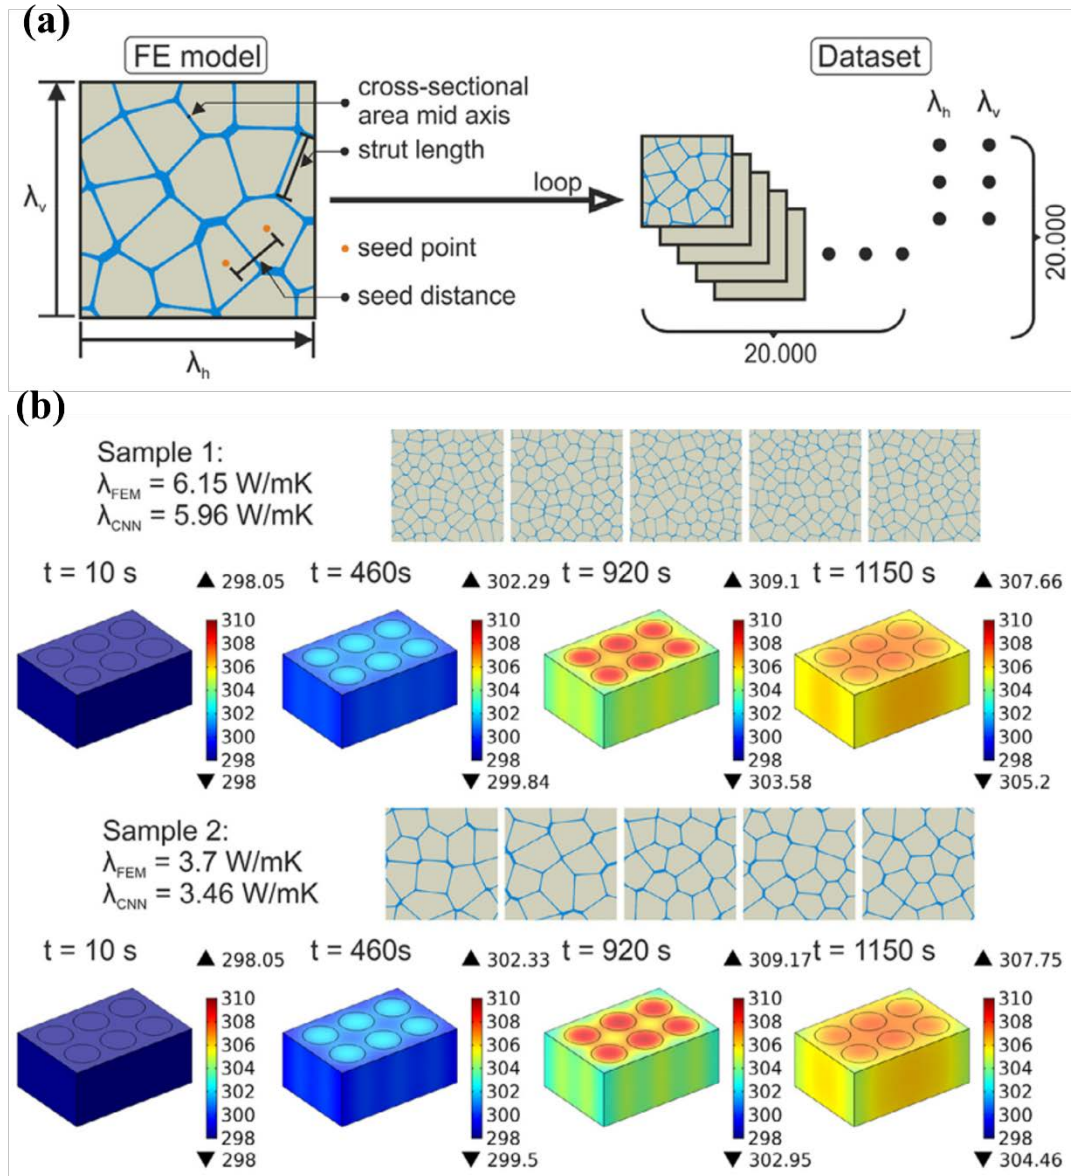 (a)
FE model
Dataset
cross-sectional
area mid axis
strut length
seed point
seed distance
λv
λh
loop
λh λv
20.000
20.000
(b)
Sample 1:
λFEM = 6.15 W/mK
λCNN = 5.96 W/mK
t = 10 s ▲ 298.05 t = 460s ▲ 302.29 t = 920 s ▲ 309.1 t = 1150 s ▲ 307.66
310 310 310 310
308 308 308 308
306 306 306 306
304 304 304 304
302 302 302 302
300 300 300 300
298 298 298 298
▼ 298 ▼ 299.84 ▼ 303.58 ▼ 305.2
Sample 2:
λFEM = 3.7 W/mK
λCNN = 3.46 W/mK
t = 10 s ▲ 298.05 t = 460s ▲ 302.33 t = 920 s ▲ 309.17 t = 1150 s ▲ 307.75
310 310 310 310
308 308 308 308
306 306 306 306
304 304 304 304
302 302 302 302
300 300 300 300
298 298 298 298
▼ 298 ▼ 299.5 ▼ 302.95 ▼ 304.46